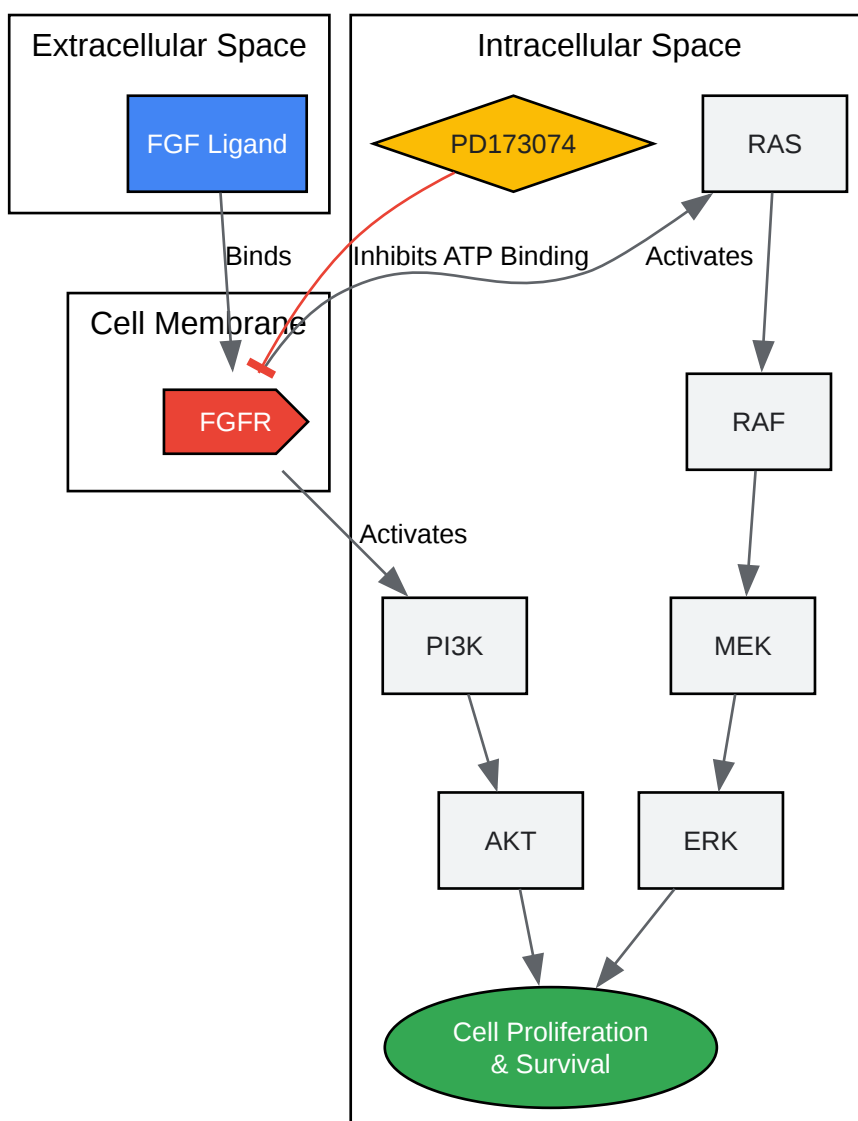 Extracellular Space
Intracellular Space
FGF Ligand
PD173074
RAS
Binds
Inhibits ATP Binding
Activates
Cell Membrane
FGFR
RAF
Activates
PI3K
MEK
AKT
ERK
Cell Proliferation
& Survival